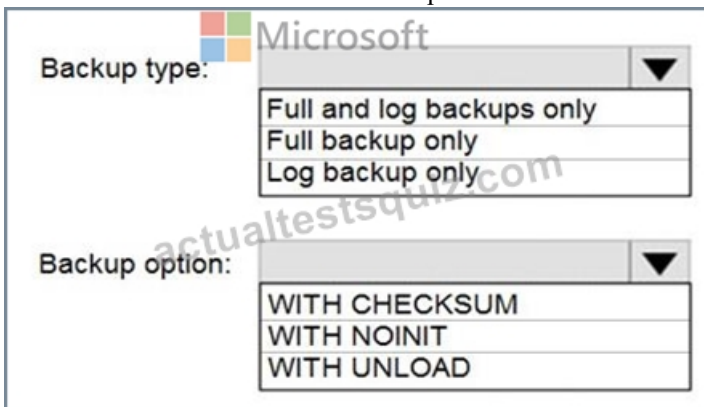 Microsoft
Backup type:
Full and log backups only
Full backup only
Log backup only
actualtestsquiz.com
Backup option:
WITH CHECKSUM
WITH NOINIT
WITH UNLOAD